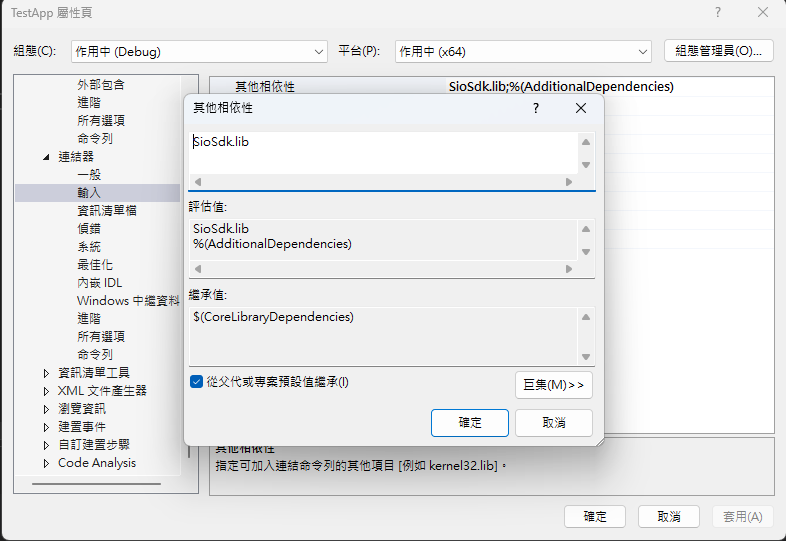 TestApp 屬性頁
組態(C):
作用中 (Debug)
平台(P):
作用中 (x64)
組態管理員(O)...
外部包含
進階
所有選項
命令列
連結器
一般
輸入
資訊清單檔
偵錯
系統
最佳化
內嵌 IDL
Windows 中繼資料
進階
所有選項
命令列
資訊清單工具
XML 文件產生器
瀏覽資訊
建置事件
自訂建置步驟
Code Analysis
其他相依性
SioSdk.lib;%(AdditionalDependencies)
其他相依性
?
SioSdk.lib
評估值:
SioSdk.lib
%(AdditionalDependencies)
繼承值:
$(CoreLibraryDependencies)
從父代或專案預設值繼承(I)
巨集(M)>>
確定
取消
其他相依性
指定可加入連結命令列的其他項目 [例如 kernel32.lib]。
確定
取消
套用(A)